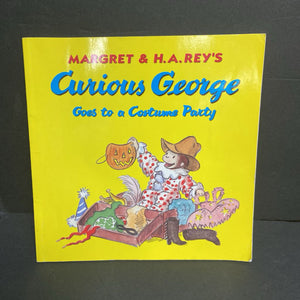 MARGRET & H.A.REY'S
Curious George
Goes to a Costume Party